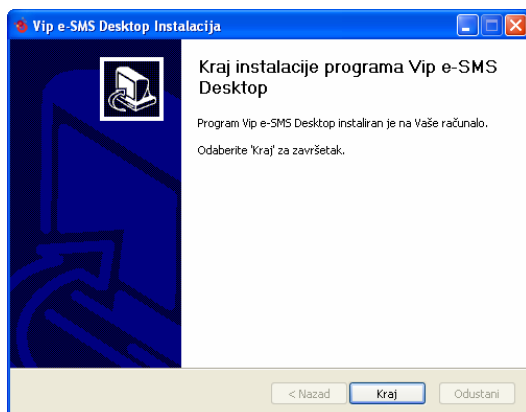 Vip e-SMS Desktop Instalacija
Kraj instalacije programa Vip e-SMS
Desktop
Program Vip e-SMS Desktop instaliran je na Vaše računalo.
Odaberite 'Kraj' za završetak.
< Nazad
Kraj
Odustani